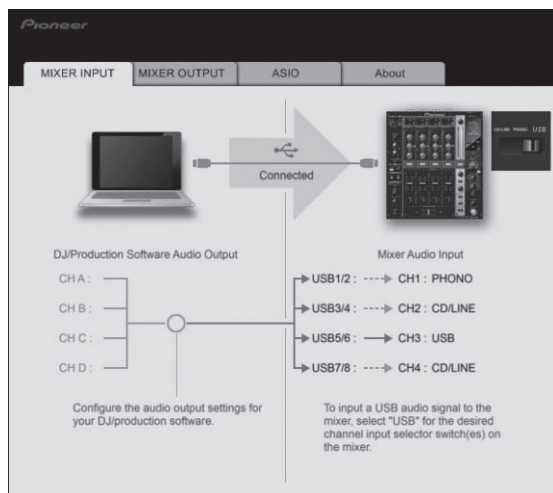 Pioneer
MIXER INPUT
MIXER OUTPUT
ASIO
About
Connected
USB
DJ/Production Software Audio Output
CH A :
CH B :
CH C :
CH D :
Configure the audio output settings for
your DJ/production software.
Mixer Audio Input
USB1/2 : CH1 : PHONO
USB3/4 : CH2 : CD/LINE
USB5/6 : CH3 : USB
USB7/8 : CH4 : CD/LINE
To input a USB audio signal to the
mixer, select "USB" for the desired
channel input selector switch(es) on
the mixer.